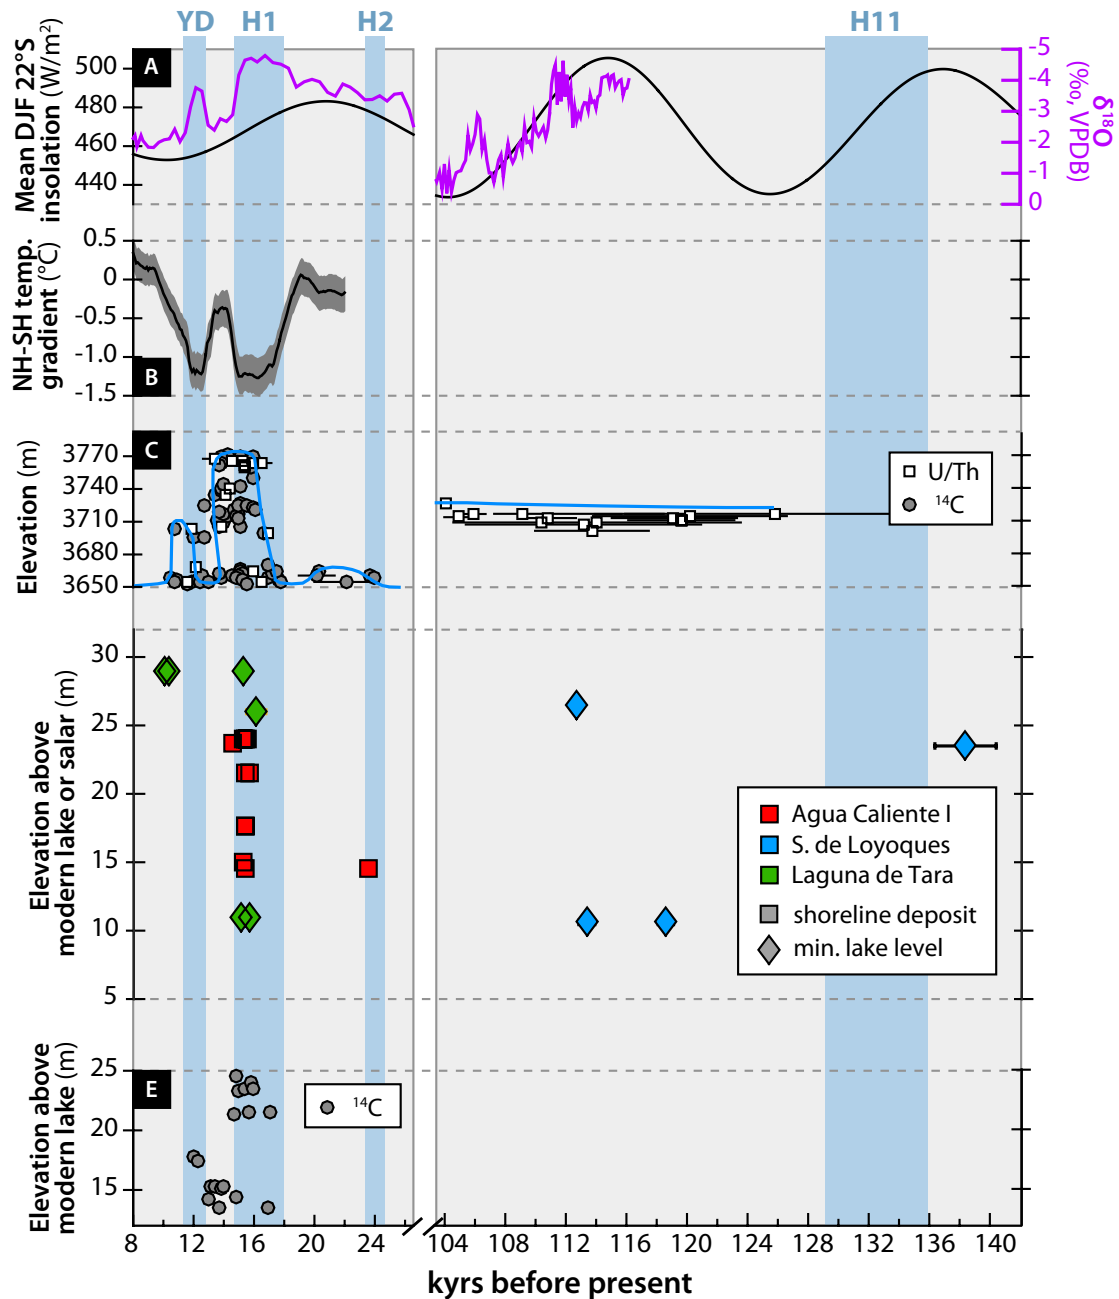 YD H1 H2 H11
A
Mean DJF 22°S
insolation (W/m²)
500
480
460
440
-5
-4
-3
-2
-1
0
δ¹⁸O
(‰, VPDB)
B
NH-SH temp.
gradient (°C)
0.5
0
-0.5
-1.0
-1.5
C
Elevation (m)
3770
3740
3710
3680
3650
U/Th
¹⁴C
Elevation above
modern lake or salar (m)
30
25
20
15
10
5
Agua Caliente I
S. de Loyoques
Laguna de Tara
shoreline deposit
min. lake level
E
Elevation above
modern lake (m)
25
20
15
¹⁴C
8 12 16 20 24 104 108 112 116 120 124 128 132 136 140
kyrs before present